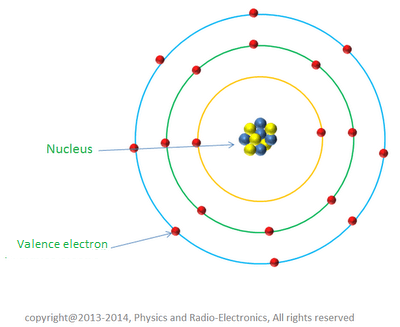 Nucleus
Valence electron
copyright@2013-2014, Physics and Radio-Electronics, All rights reserved